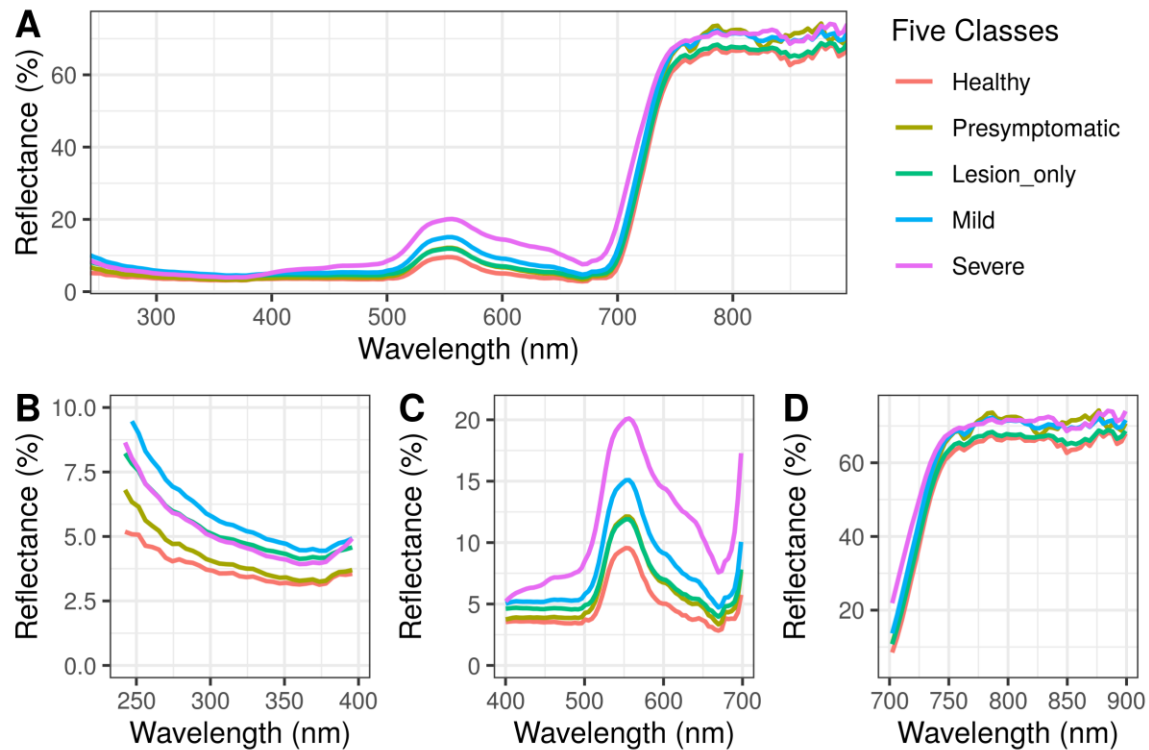 A
Reflectance (%)
60
40
20
0
300 400 500 600 700 800
Wavelength (nm)
Five Classes
Healthy
Presymptomatic
Lesion_only
Mild
Severe
B
Reflectance (%)
10.0
7.5
5.0
2.5
0.0
250 300 350 400
Wavelength (nm)
C
Reflectance (%)
20
15
10
5
0
400 500 600 700
Wavelength (nm)
D
Reflectance (%)
60
40
20
700 750 800 850 900
Wavelength (nm)